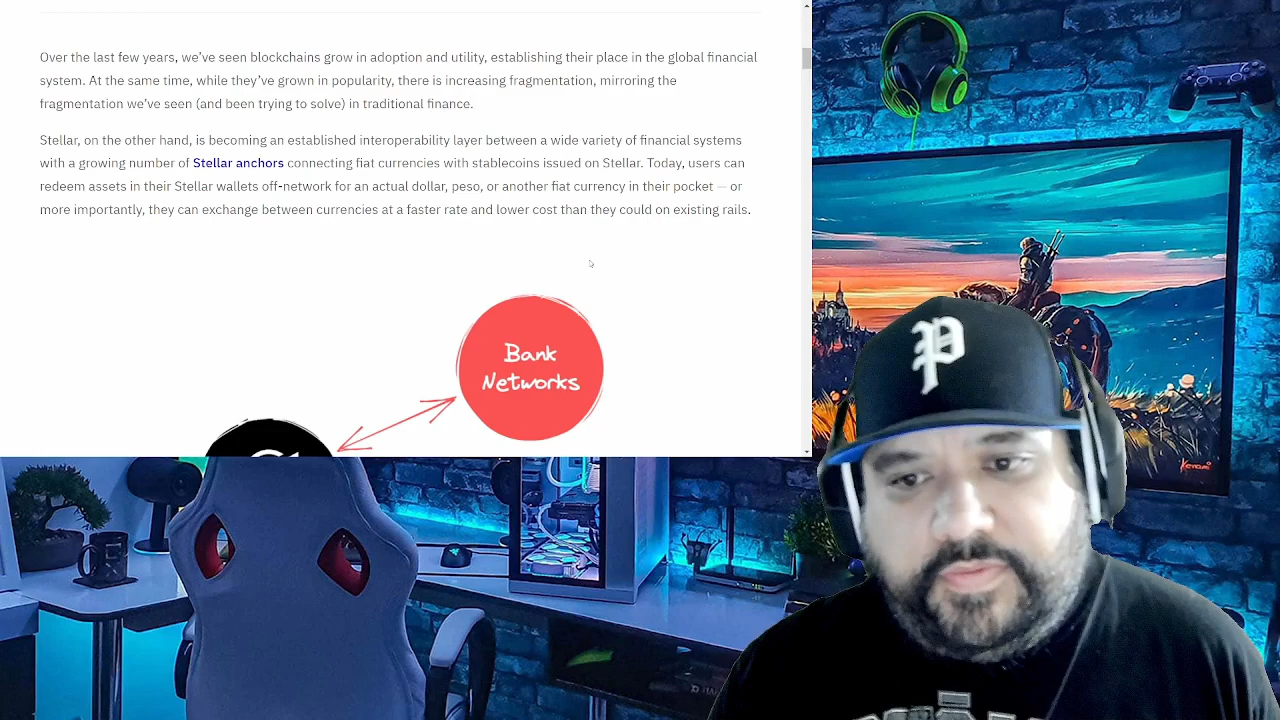 Over the last few years, we've seen bockchains grow in adoption and utility, establishing their place in the global financial
system. At the same time, while they've grown in popularity, there is increasing fragmentation, mirroring the
fragmentation we've seen (and been trying to solve) in traditional finance.
Stellar, on the other hand, is becoming an established interoperability layer between a wide variety of financial systems
with a growing number of Stellar anchors connecting fiat currencies with stablecoins issued on Stellar. Today, users can
redeem assets in their Stellar wallets off-network for an actual dollar, peso, or another fiat currency in their pocket — or
more importantly, they can exchange between currencies at a faster rate and lower cost than they could on existing rails.
Bank
Networks
P